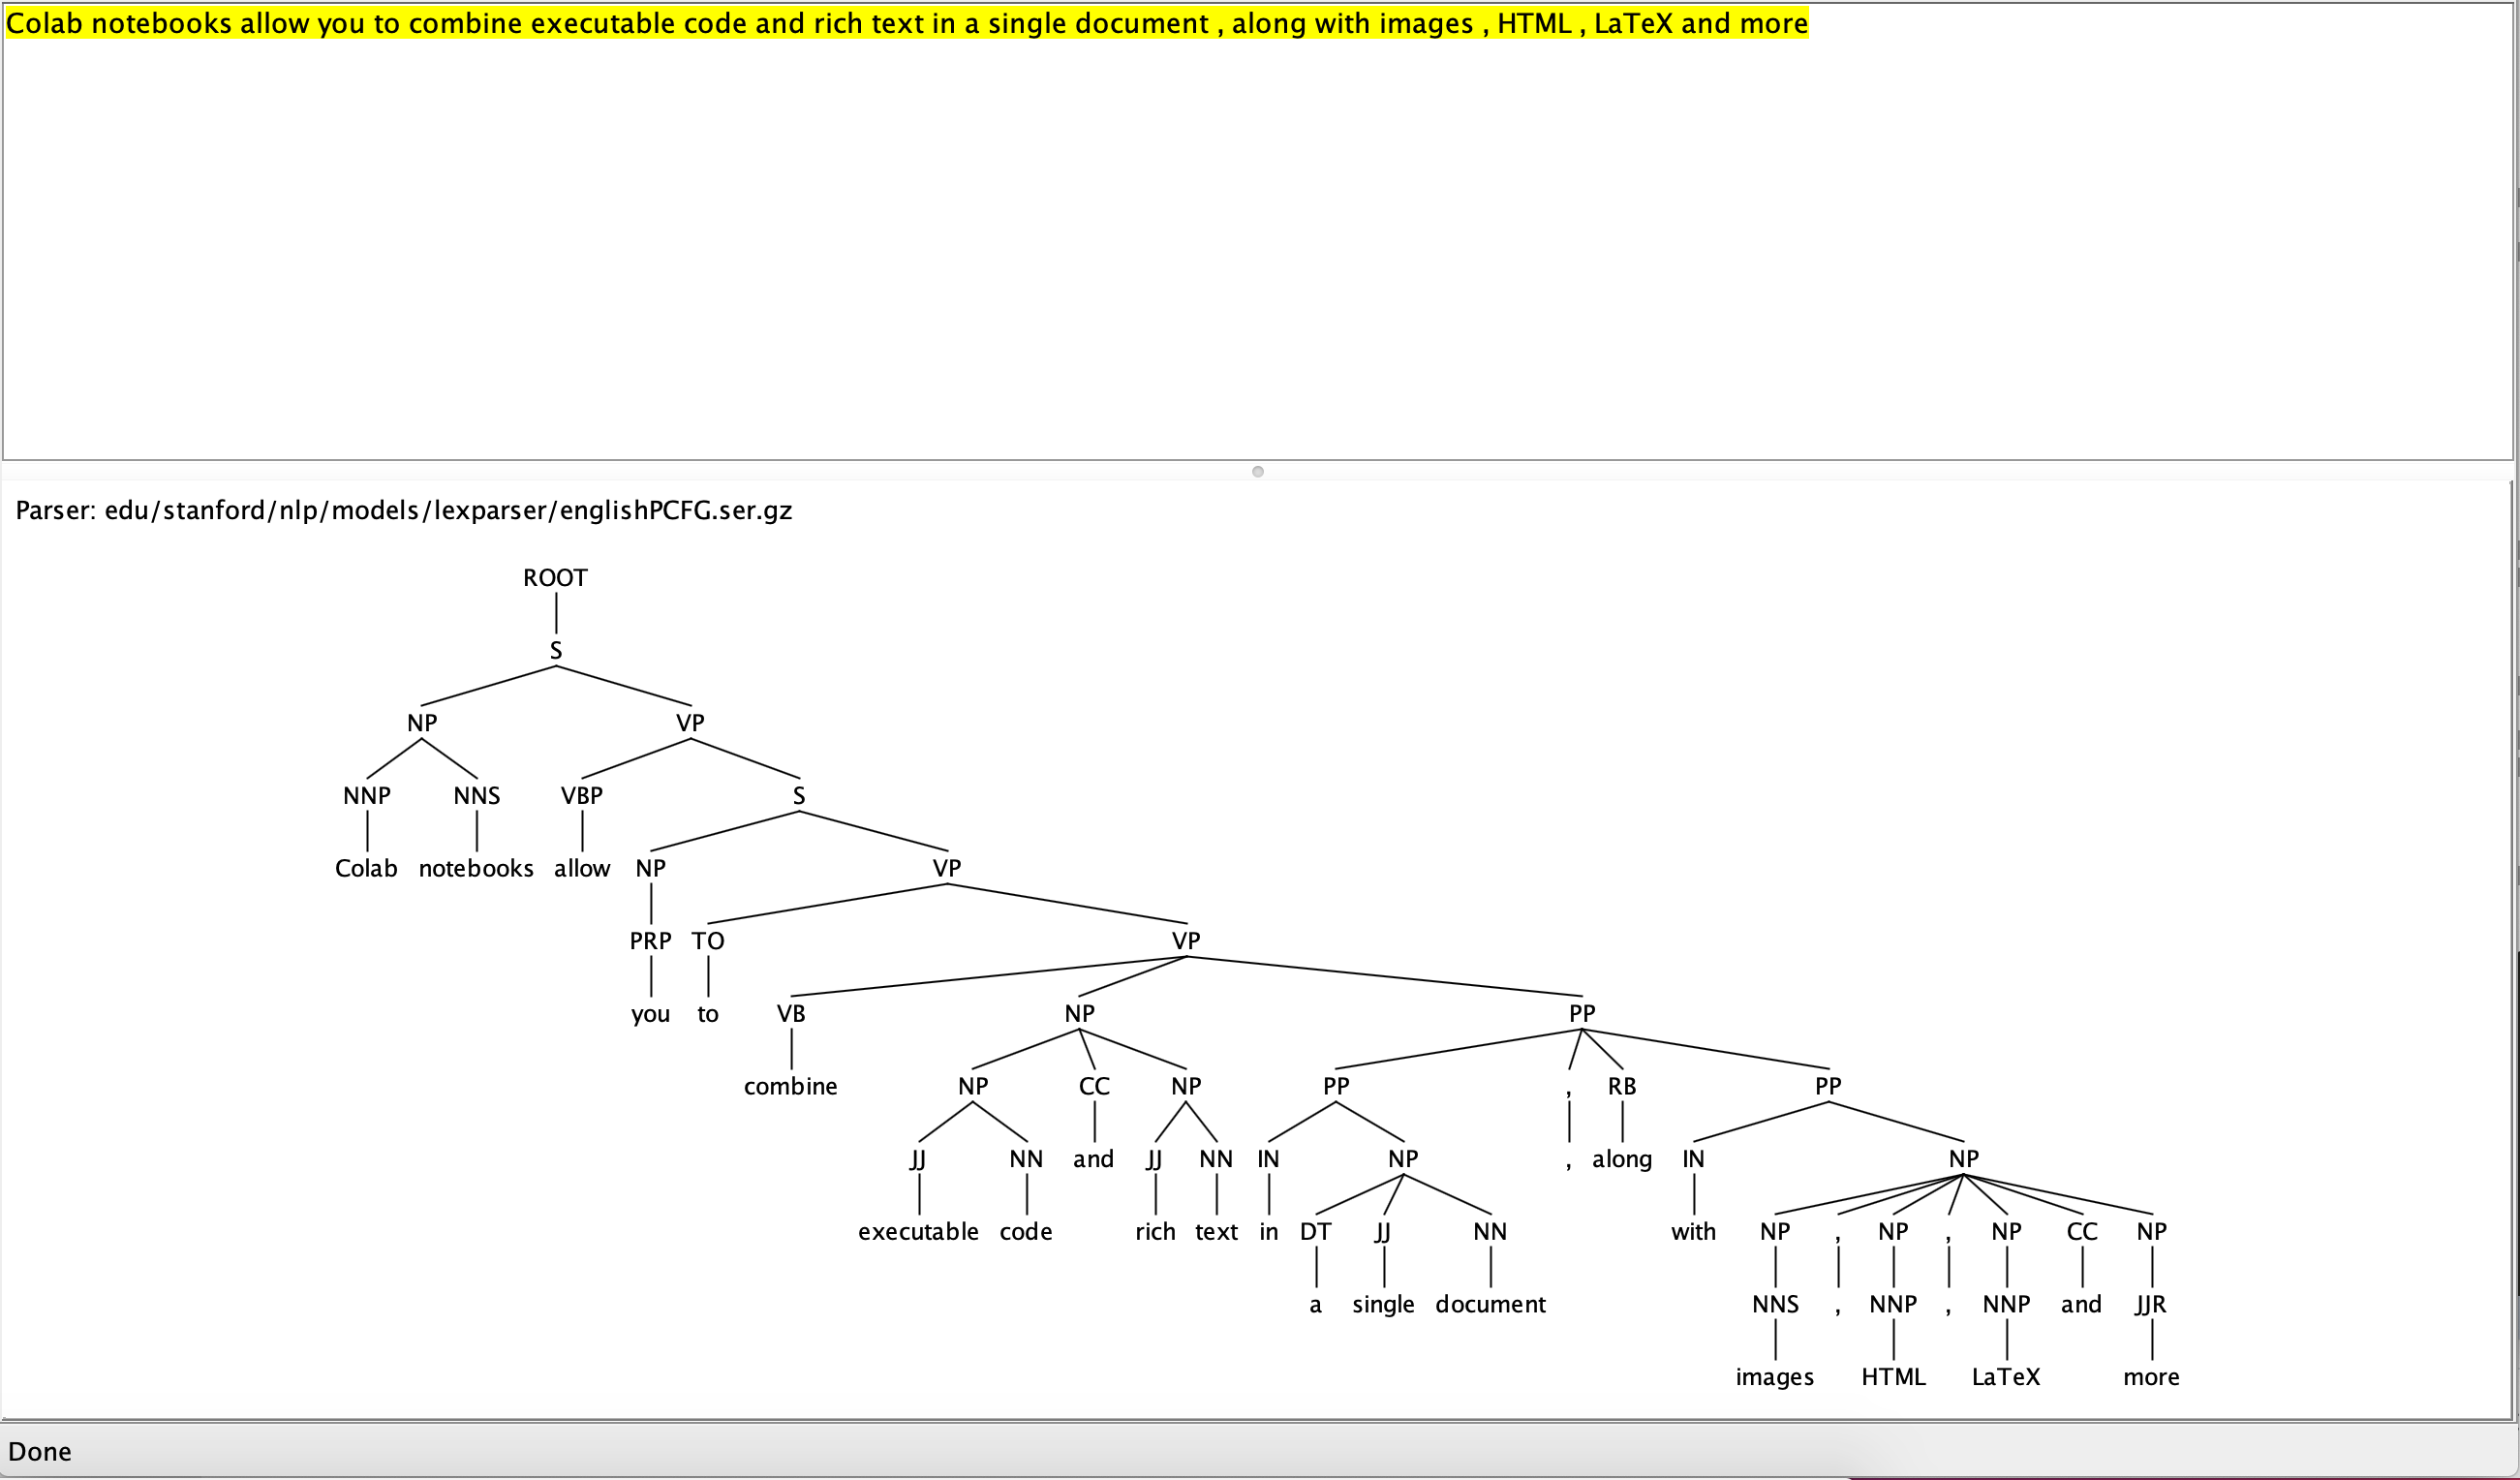 Colab notebooks allow you to combine executable code and rich text in a single document , along with images , HTML , LaTeX and more
Parser: edu/stanford/nlp/models/lexparser/englishPCFG.ser.gz
ROOT
S
NP VP
NNP NNS VBP S
Colab notebooks allow NP VP
PRP TO VP
you to VB NP PP
combine NP CC NP PP , RB PP
JJ NN and JJ NN IN NP , along IN NP
executable code rich text in DT JJ NN with NP , NP , NP CC NP
a single document NNS , NNP , NNP and JJR
images HTML LaTeX more
Done